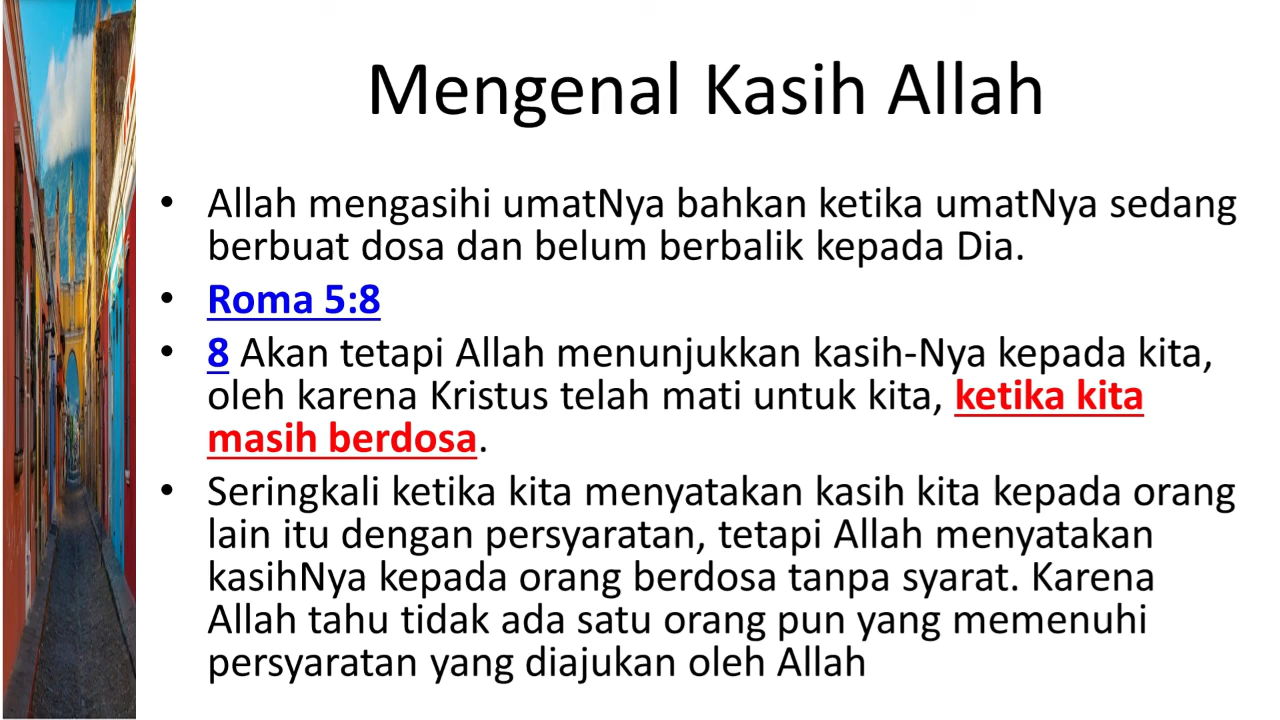 Mengenal Kasih Allah
• Allah mengasihi umatNya bahkan ketika umatNya sedang
berbuat dosa dan belum berbalik kepada Dia.
• Roma 5:8
• 8 Akan tetapi Allah menunjukkan kasih-Nya kepada kita,
oleh karena Kristus telah mati untuk kita, ketika kita
masih berdosa.
• Seringkali ketika kita menyatakan kasih kita kepada orang
lain itu dengan persyaratan, tetapi Allah menyatakan
kasihNya kepada orang berdosa tanpa syarat. Karena
Allah tahu tidak ada satu orang pun yang memenuhi
persyaratan yang diajukan oleh Allah